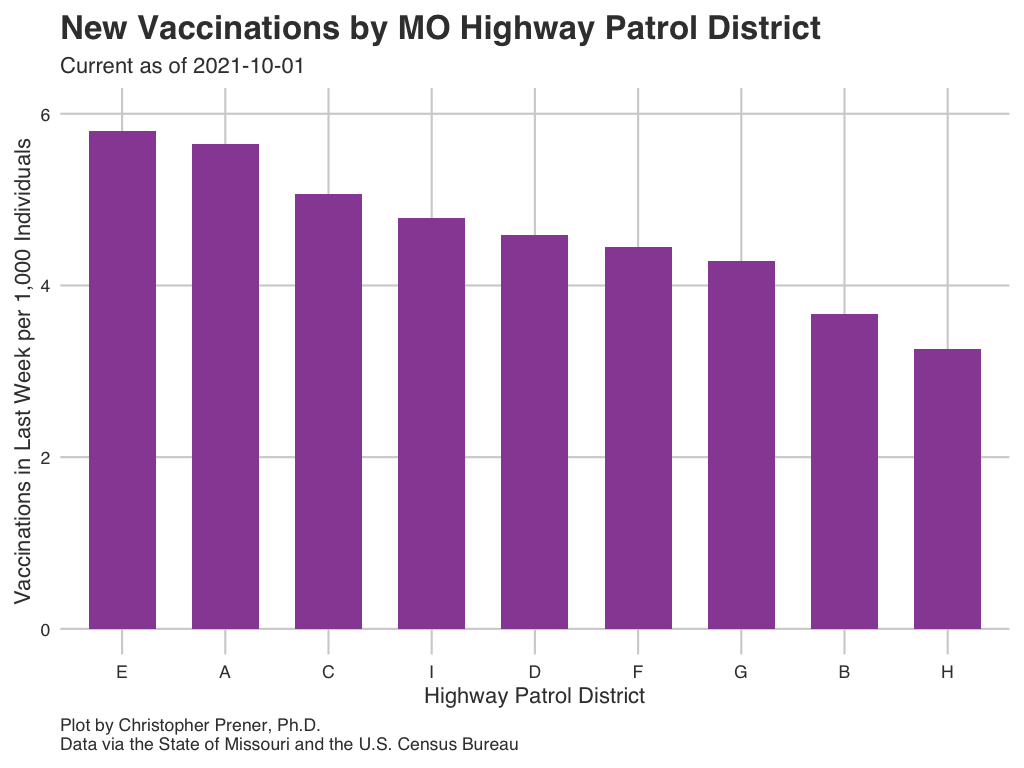 New Vaccinations by MO Highway Patrol District
Current as of 2021-10-01
Vaccinations in Last Week per 1,000 Individuals
6
4
2
0
E A C I D F G B H
Highway Patrol District
Plot by Christopher Prener, Ph.D.
Data via the State of Missouri and the U.S. Census Bureau